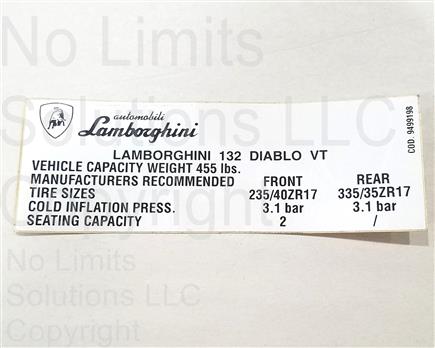 No Limits
Solutions LLC
Copyright
automobili
Lamborghini
COD. 9499198
LAMBORGHINI 132 DIABLO VT
VEHICLE CAPACITY WEIGHT 455 lbs.
MANUFACTURERS RECOMMENDED FRONT REAR
TIRE SIZES 235/40ZR17 335/35ZR17
COLD INFLATION PRESS. 3.1 bar 3.1 bar
SEATING CAPACITY 2 /
No Limits
Solutions LLC
Copyright